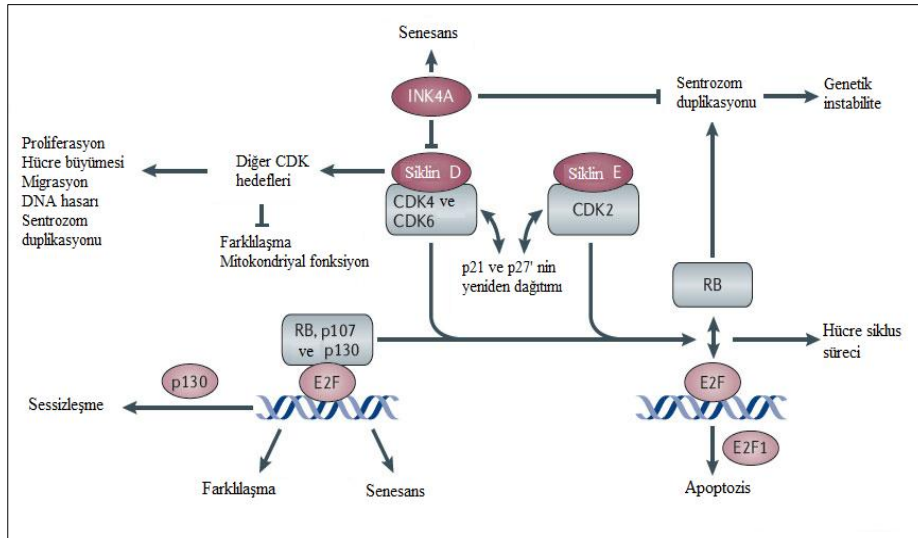 Senesans
INK4A
Sentrozom
duplikasyonu
Genetik
instabilite
Proliferasyon
Hücre büyümesi
Migrasyon
DNA hasarı
Sentrozom
duplikasyonu
Diğer CDK
hedefleri
Siklin D
CDK4 ve
CDK6
Siklin E
CDK2
Farklılaşma
Mitokondriyal fonksiyon
p21 ve p27' nin
yeniden dağıtımı
RB
RB, p107
ve p130
Hücre siklus
süreci
p130
E2F
E2F
Sessizleşme
E2F1
Farklılaşma
Senesans
Apoptozis